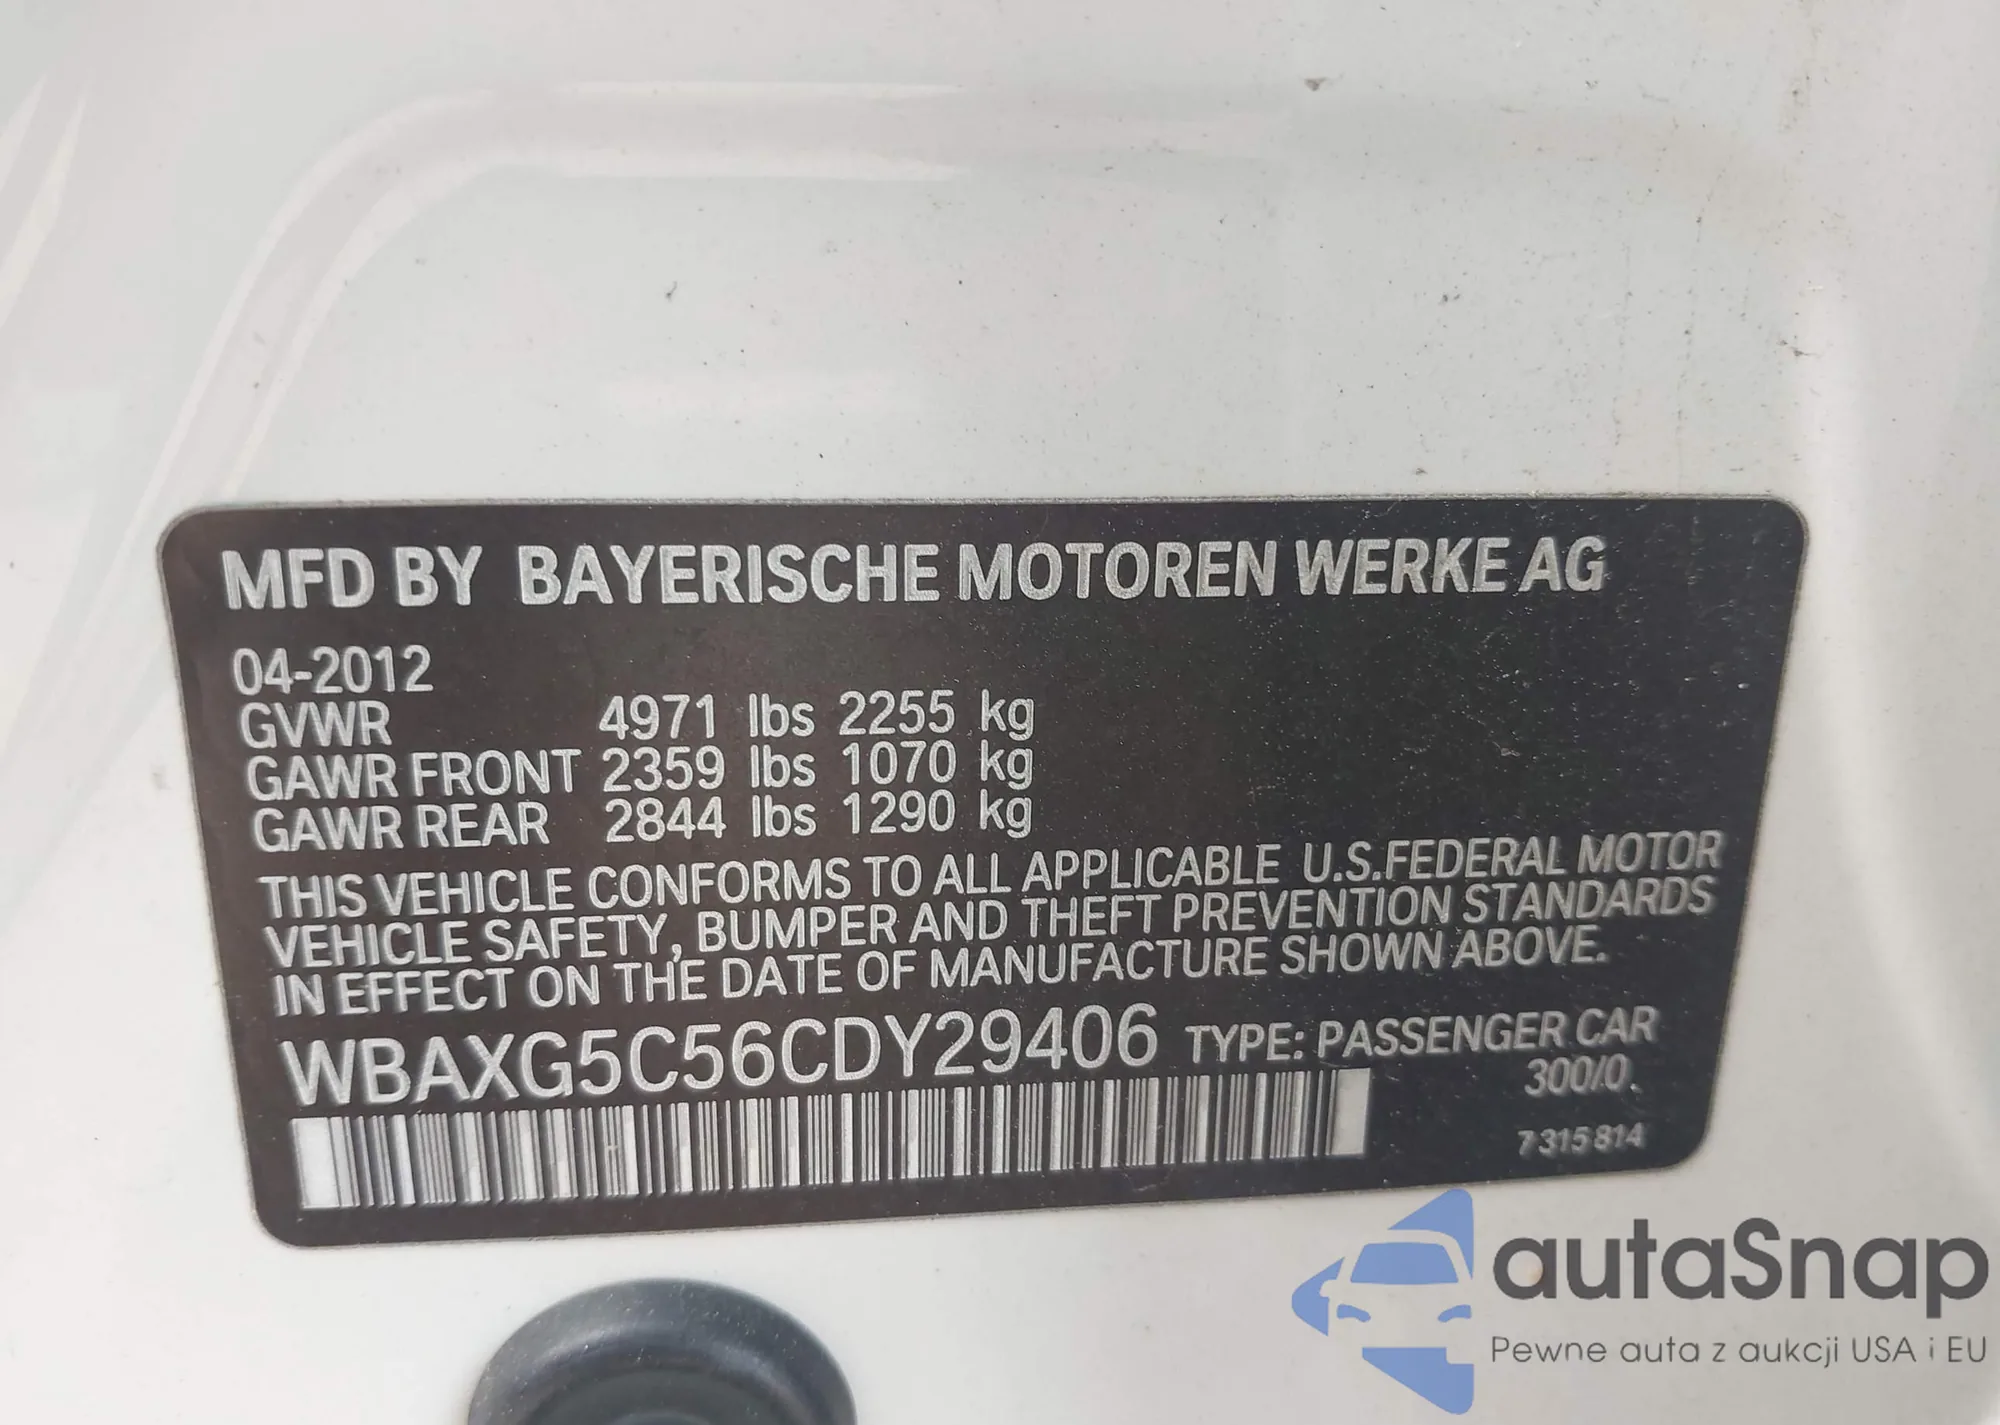 MFD BY BAYERISCHE MOTOREN WERKE AG
04-2012
GVWR 4971 lbs 2255 kg
GAWR FRONT 2359 lbs 1070 kg
GAWR REAR 2844 lbs 1290 kg
THIS VEHICLE CONFORMS TO ALL APPLICABLE U.S.FEDERAL MOTOR
VEHICLE SAFETY, BUMPER AND THEFT PREVENTION STANDARDS
IN EFFECT ON THE DATE OF MANUFACTURE SHOWN ABOVE.
WBAXG5C56CDY29406 TYPE: PASSENGER CAR
300/0
7 315 814
autaSnap
Pewne auta z aukcji USA i EU